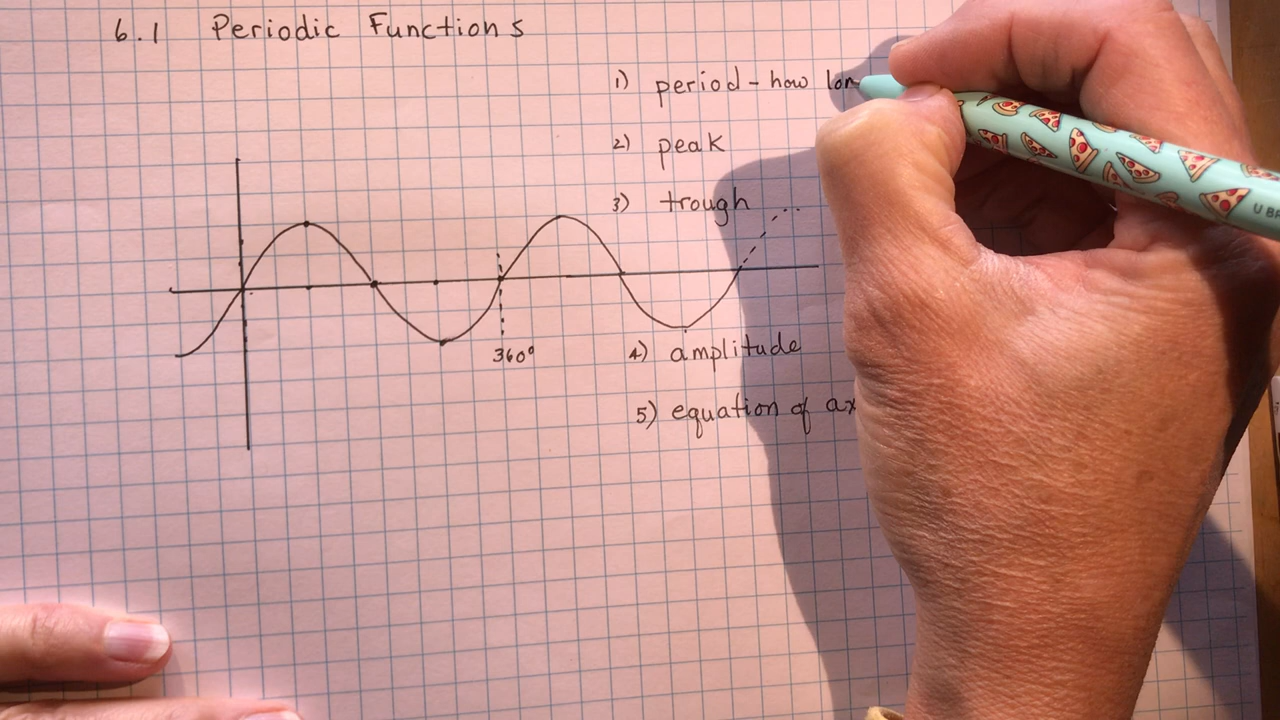 6.1 Periodic Functions
1) period - how lon
2) peak
3) trough
360°
4) amplitude
5) equation of ax
U BR